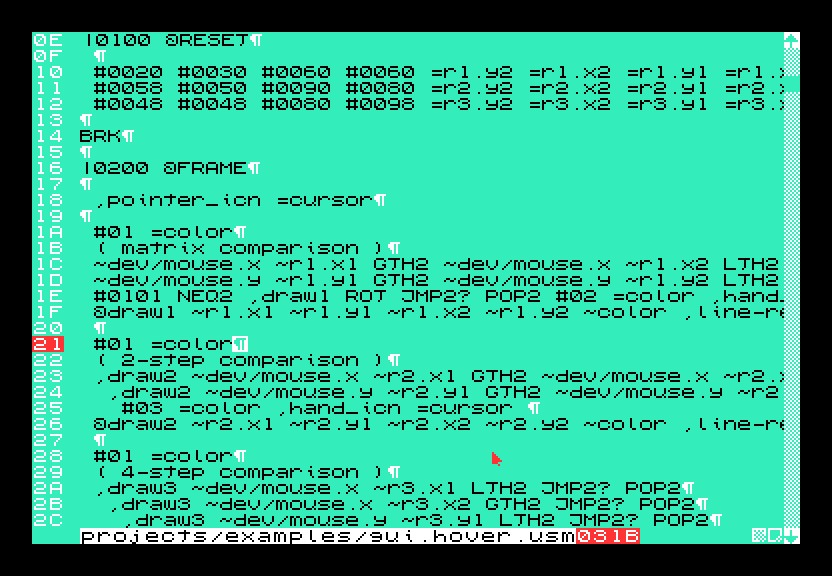 0E |0100 @RESET¶
0F ¶
10 #0020 #0030 #0060 #0060 =r1.y2 =r1.x2 =r1.y1 =r1.x
11 #0058 #0050 #0090 #0080 =r2.y2 =r2.x2 =r2.y1 =r2.x
12 #0048 #0048 #0080 #0098 =r3.y2 =r3.x2 =r3.y1 =r3.x
13 ¶
14 BRK¶
15 ¶
16 |0200 @FRAME¶
17 ¶
18 ,pointer_icn =cursor¶
19 ¶
1A #01 =color¶
1B ( matrix comparison )¶
1C ~dev/mouse.x ~r1.x1 GTH2 ~dev/mouse.x ~r1.x2 LTH2
1D ~dev/mouse.y ~r1.y1 GTH2 ~dev/mouse.y ~r1.y2 LTH2
1E #0101 NEQ2 ,draw1 ROT JMP2? POP2 #02 =color ,hand_
1F @draw1 ~r1.x1 ~r1.y1 ~r1.x2 ~r1.y2 ~color ,line-re
20 ¶
21 #01 =color¶
22 ( 2-step comparison )¶
23 ,draw2 ~dev/mouse.x ~r2.x1 GTH2 ~dev/mouse.x ~r2.x
24 ,draw2 ~dev/mouse.y ~r2.y1 GTH2 ~dev/mouse.y ~r2.y
25 #03 =color ,hand_icn =cursor ¶
26 @draw2 ~r2.x1 ~r2.y1 ~r2.x2 ~r2.y2 ~color ,line-re
27 ¶
28 #01 =color¶
29 ( 4-step comparison )¶
2A ,draw3 ~dev/mouse.x ~r3.x1 LTH2 JMP2? POP2¶
2B ,draw3 ~dev/mouse.x ~r3.x2 GTH2 JMP2? POP2¶
2C ,draw3 ~dev/mouse.y ~r3.y1 LTH2 JMP2? POP2¶
projects/examples/gui.hover.usm031B